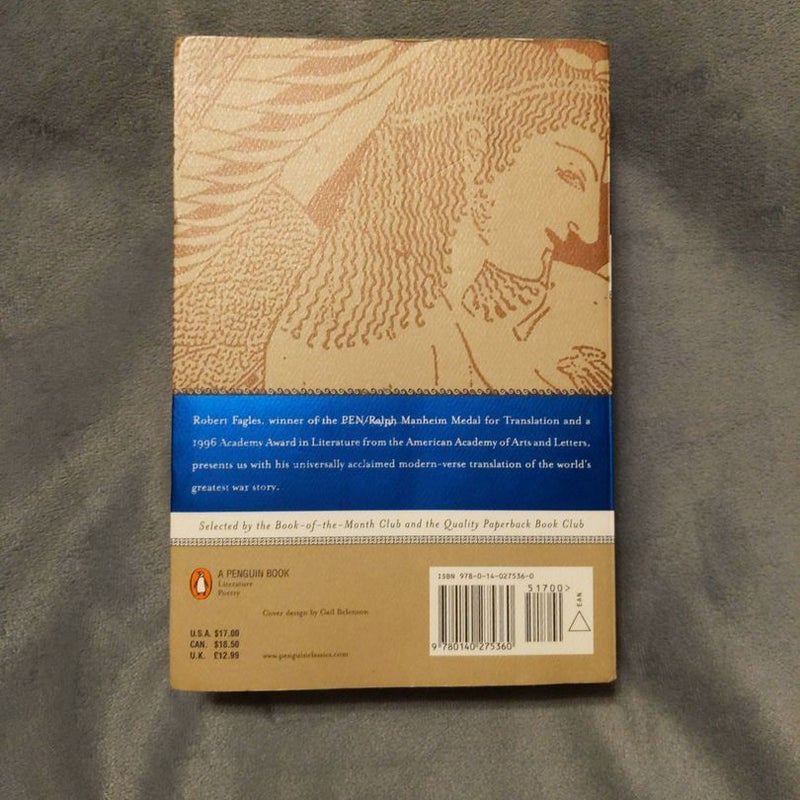 Robert Fagles, winner of the PEN/Ralph Manheim Medal for Translation and a
1996 Academy Award in Literature from the American Academy of Arts and Letters,
presents us with his universally acclaimed modern-verse translation of the world's
greatest war story.
Selected by the Book-of-the-Month Club and the Quality Paperback Book Club
A PENGUIN BOOK
Literature
Poetry
Cover design by Gail Belenson
U.S.A. $17.00
CAN. $18.50
U.K. £12.99
www.penguinclassics.com
ISBN 978-0-14-027536-0
51700>
EAN
9 780140 275360